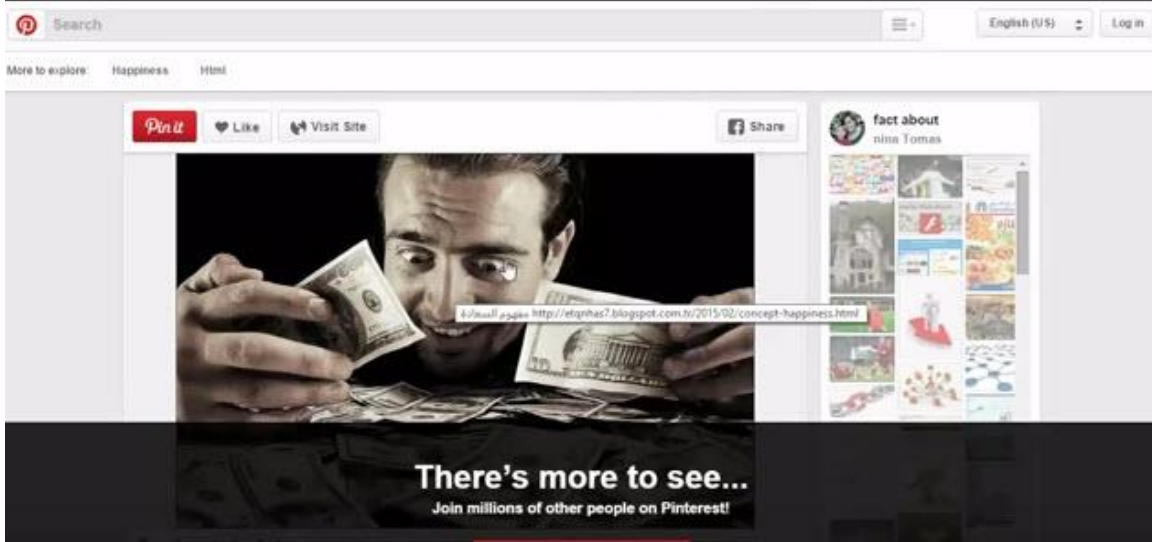 Search
English (US)
Log in
More to explore:
Happiness
Html
Pin it
Like
Visit Site
Share
fact about
nina Tomas
مفهوم السعادة http://etqnhas7.blogspot.com.tr/2015/02/concept-happiness.html
There's more to see...
Join millions of other people on Pinterest!